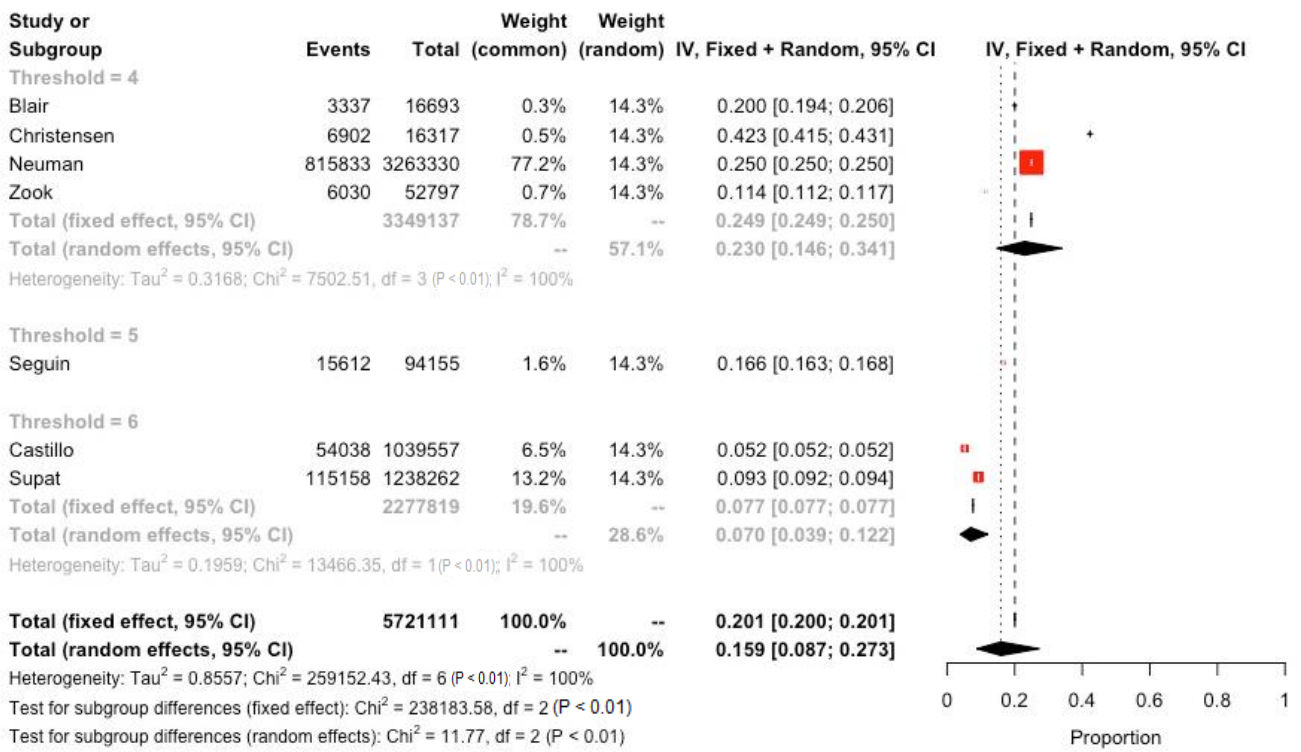 Study or Weight Weight
Subgroup Events Total (common) (random) IV, Fixed + Random, 95% CI IV, Fixed + Random, 95% CI
Threshold = 4
Blair 3337 16693 0.3% 14.3% 0.200 [0.194; 0.206]
Christensen 6902 16317 0.5% 14.3% 0.423 [0.415; 0.431]
Neuman 815833 3263330 77.2% 14.3% 0.250 [0.250; 0.250]
Zook 6030 52797 0.7% 14.3% 0.114 [0.112; 0.117]
Total (fixed effect, 95% CI) 3349137 78.7% -- 0.249 [0.249; 0.250]
Total (random effects, 95% CI) -- 57.1% 0.230 [0.146; 0.341]
Heterogeneity: Tau² = 0.3168; Chi² = 7502.51, df = 3 (P < 0.01); I² = 100%
Threshold = 5
Seguin 15612 94155 1.6% 14.3% 0.166 [0.163; 0.168]
Threshold = 6
Castillo 54038 1039557 6.5% 14.3% 0.052 [0.052; 0.052]
Supat 115158 1238262 13.2% 14.3% 0.093 [0.092; 0.094]
Total (fixed effect, 95% CI) 2277819 19.6% -- 0.077 [0.077; 0.077]
Total (random effects, 95% CI) -- 28.6% 0.070 [0.039; 0.122]
Heterogeneity: Tau² = 0.1959; Chi² = 13466.35, df = 1(P < 0.01); I² = 100%
Total (fixed effect, 95% CI) 5721111 100.0% -- 0.201 [0.200; 0.201]
Total (random effects, 95% CI) -- 100.0% 0.159 [0.087; 0.273]
Heterogeneity: Tau² = 0.8557; Chi² = 259152.43, df = 6 (P < 0.01); I² = 100%
Test for subgroup differences (fixed effect): Chi² = 238183.58, df = 2 (P < 0.01)
Test for subgroup differences (random effects): Chi² = 11.77, df = 2 (P < 0.01)
0 0.2 0.4 0.6 0.8 1
Proportion